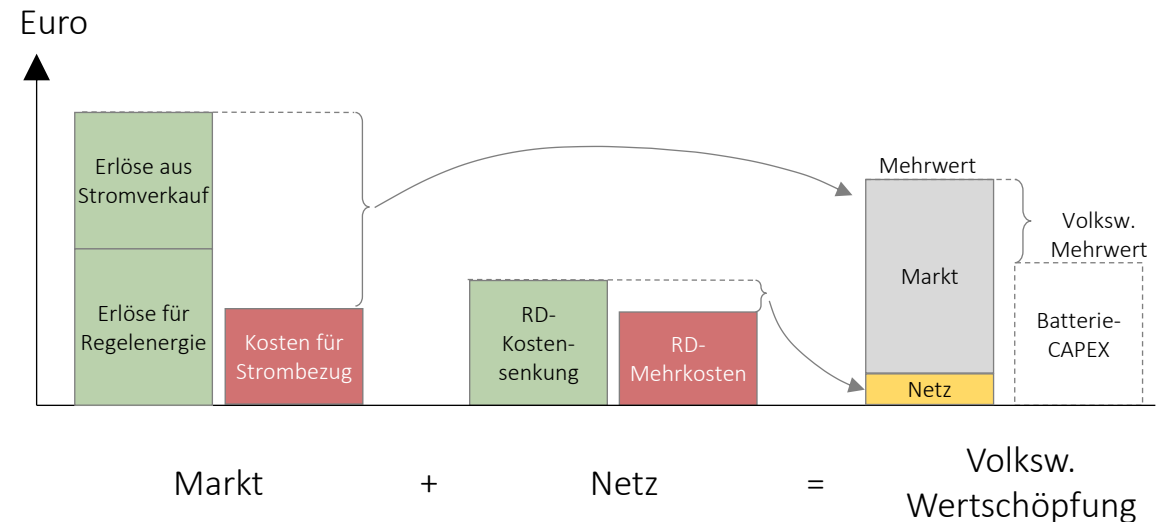 Euro
Erlöse aus
Stromverkauf
Erlöse für
Regelenergie
Kosten für
Strombezug
RD-
Kosten-
senkung
RD-
Mehrkosten
Mehrwert
Markt
Netz
Volksw.
Mehrwert
Batterie-
CAPEX
Markt
+
Netz
=
Volksw.
Wertschöpfung